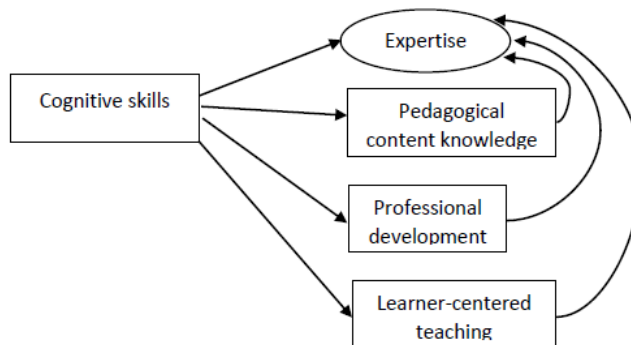 Expertise
Cognitive skills
Pedagogical
content knowledge
Professional
development
Learner-centered
teaching